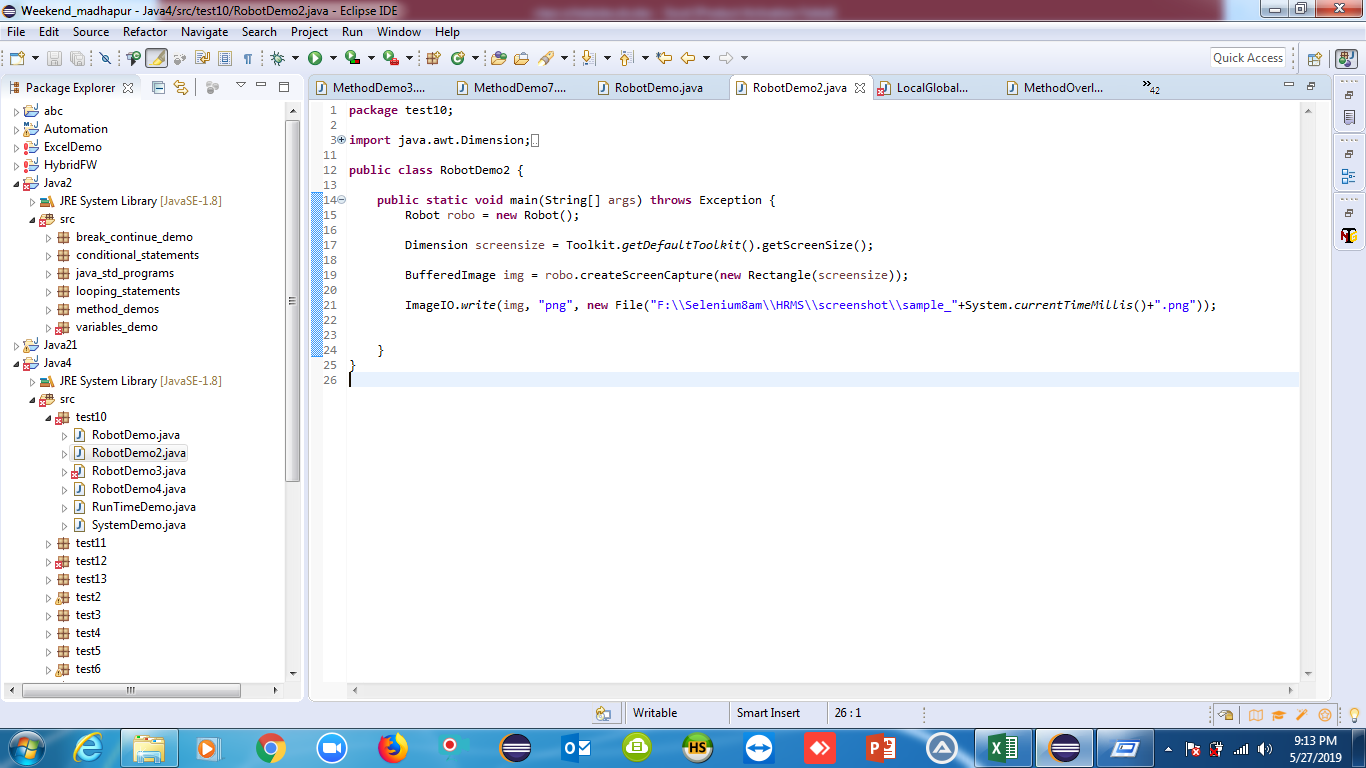 Weekend_madhapur - Java4/src/test10/RobotDemo2.java - Eclipse IDE
File Edit Source Refactor Navigate Search Project Run Window Help
Quick Access
Package Explorer
MethodDemo3.... MethodDemo7.... RobotDemo.java RobotDemo2.java LocalGlobal... MethodOverl... 42
abc
Automation
ExcelDemo
HybridFW
Java2
JRE System Library [JavaSE-1.8]
src
break_continue_demo
conditional_statements
java_std_programs
looping_statements
method_demos
variables_demo
Java21
Java4
JRE System Library [JavaSE-1.8]
src
test10
RobotDemo.java
RobotDemo2.java
RobotDemo3.java
RobotDemo4.java
RunTimeDemo.java
SystemDemo.java
test11
test12
test13
test2
test3
test4
test5
test6
1 package test10;
2
3 import java.awt.Dimension;
11
12 public class RobotDemo2 {
13
14 public static void main(String[] args) throws Exception {
15 Robot robo = new Robot();
16
17 Dimension screensize = Toolkit.getDefaultToolkit().getScreenSize();
18
19 BufferedImage img = robo.createScreenCapture(new Rectangle(screensize));
20
21 ImageIO.write(img, "png", new File("F:\\Selenium8am\\HRMS\\screenshot\\sample_"+System.currentTimeMillis()+".png"));
22
23
24 }
25 }
26
Writable Smart Insert 26 : 1
HS
9:13 PM
5/27/2019